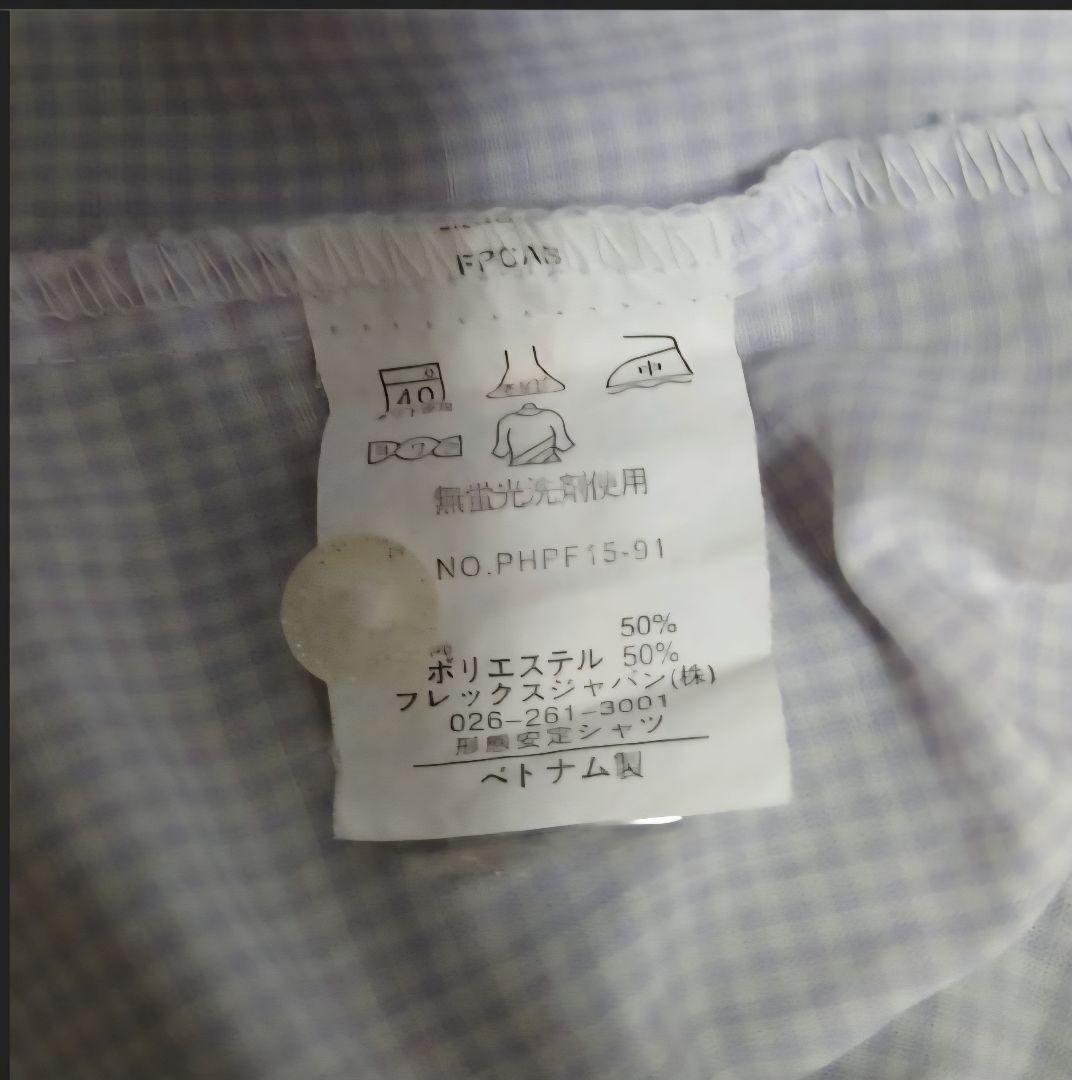 FPCAS
40
中
無蛍光洗剤使用
NO.PHPF15-91
50%
ポリエステル 50%
フレックスジャパン(株)
026-261-3001
形態安定シャツ
ベトナム製